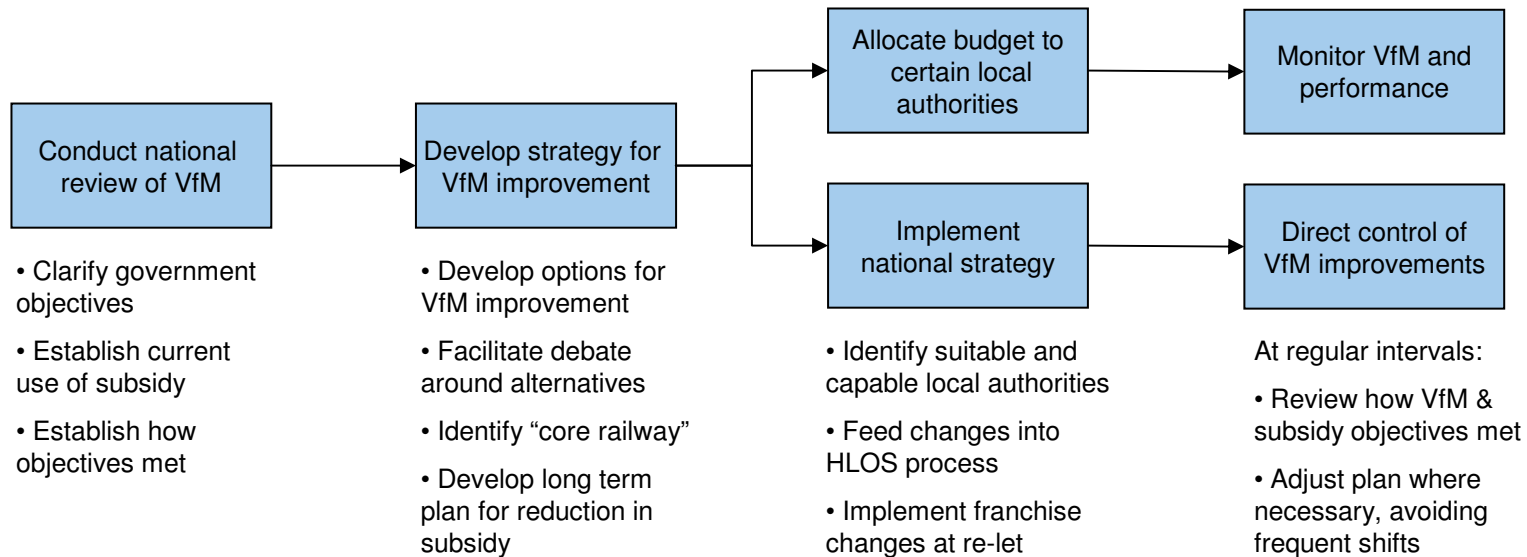 Conduct national
review of VfM
• Clarify government
objectives
• Establish current
use of subsidy
• Establish how
objectives met
Develop strategy for
VfM improvement
• Develop options for
VfM improvement
• Facilitate debate
around alternatives
• Identify “core railway”
• Develop long term
plan for reduction in
subsidy
Allocate budget to
certain local
authorities
Implement
national strategy
• Identify suitable and
capable local authorities
• Feed changes into
HLOS process
• Implement franchise
changes at re-let
Monitor VfM and
performance
Direct control of
VfM improvements
At regular intervals:
• Review how VfM &
subsidy objectives met
• Adjust plan where
necessary, avoiding
frequent shifts